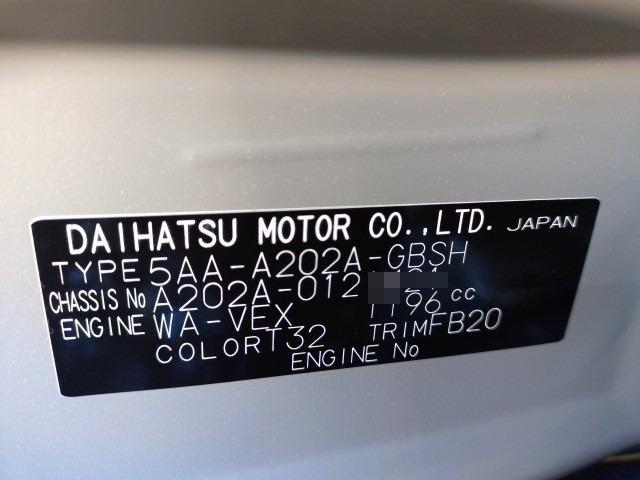 DAIHATSU MOTOR CO.,LTD. JAPAN
TYPE 5AA-A202A-GBSH
CHASSIS No A202A-012
ENGINE WA-VEX 1196 cc
COLOR T32 TRIM FB20
ENGINE No